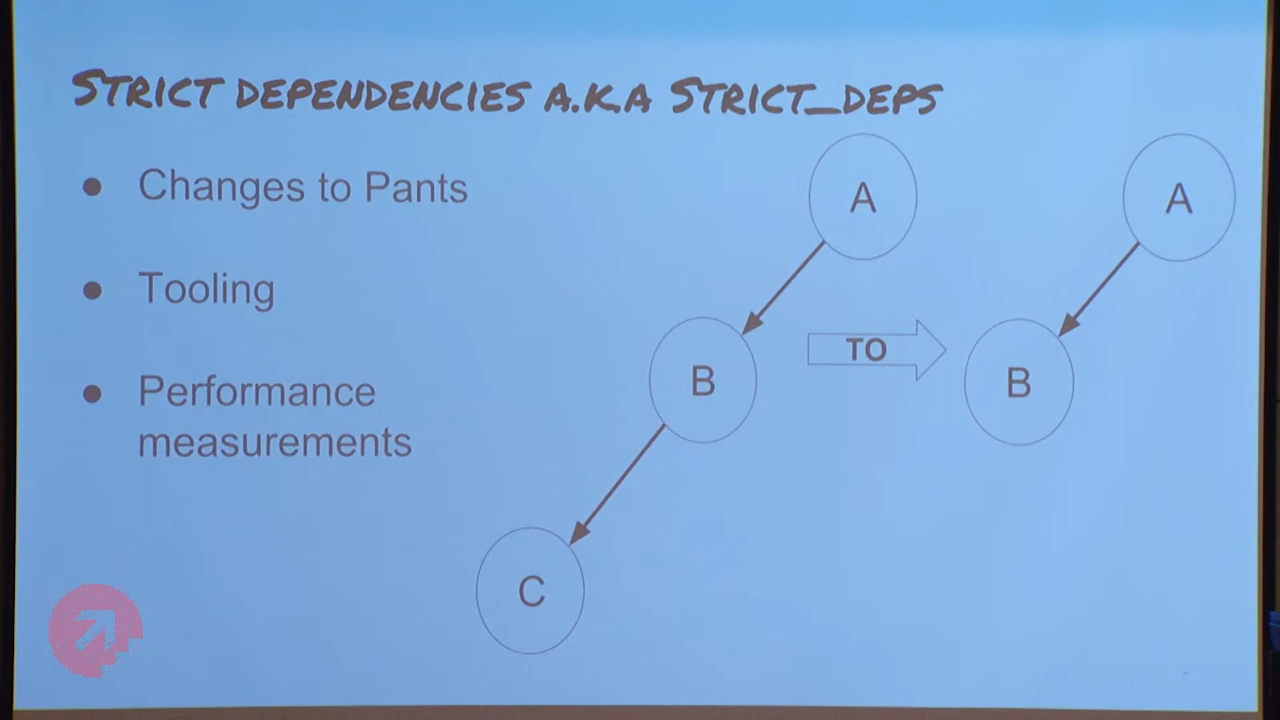 STRICT DEPENDENCIES A.K.A STRICT_DEPS
● Changes to Pants
● Tooling
● Performance
measurements
A
B
C
TO
A
B